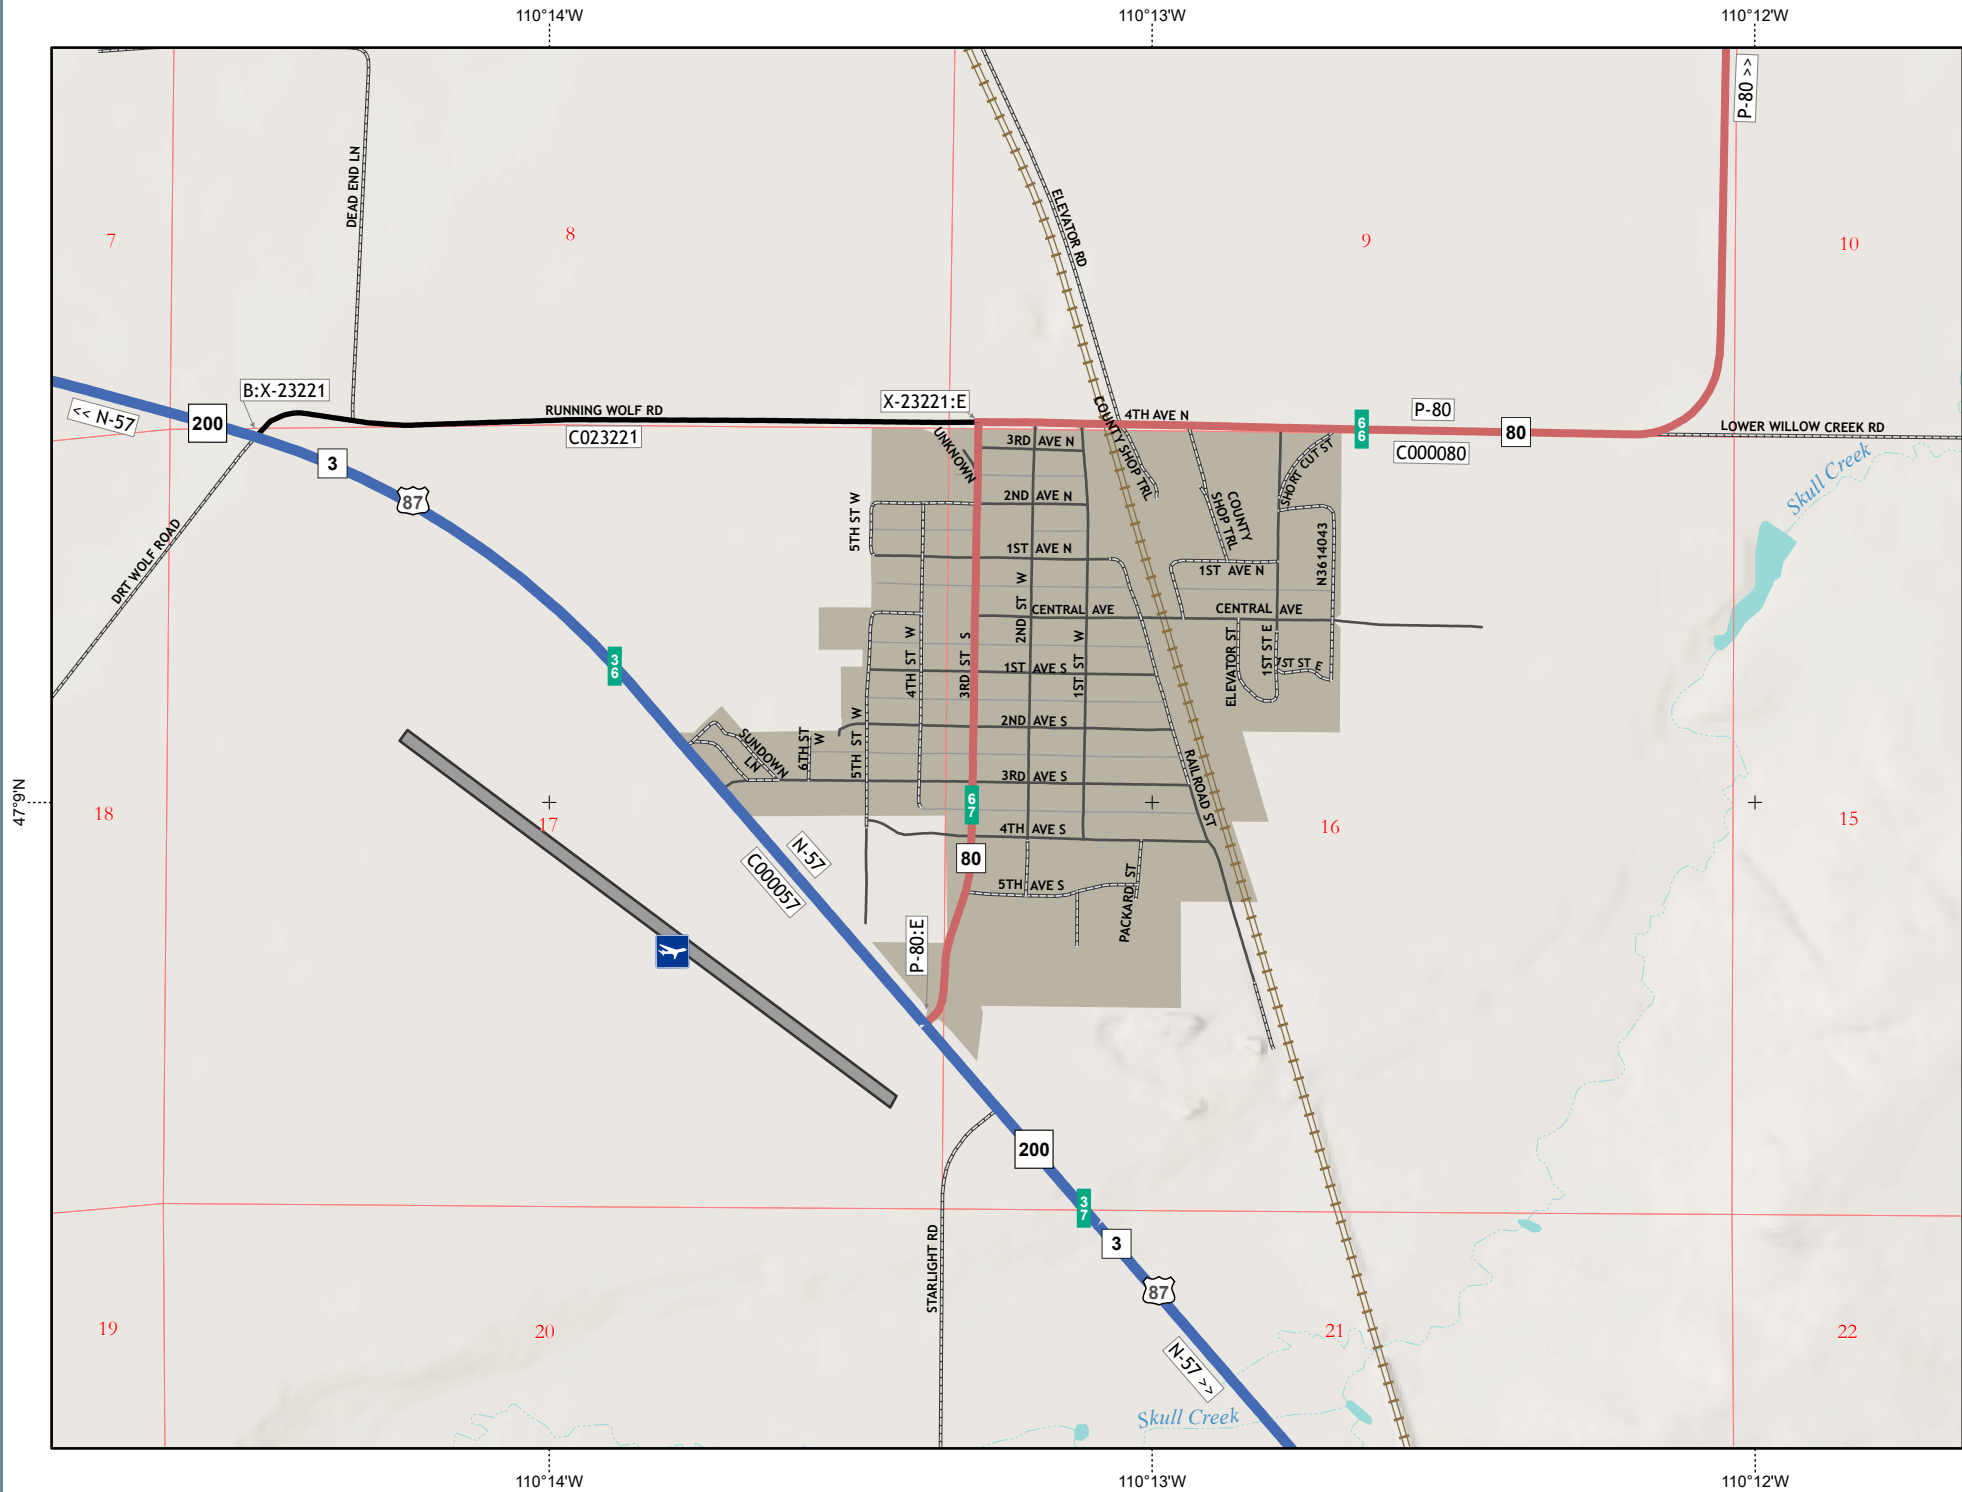 110°14'W
110°13'W
110°12'W
P-80 >>
DEAD END LN
ELEVATOR RD
7
8
9
10
B:X-23221
X-23221:E
<< N-57
200
RUNNING WOLF RD
C023221
COUNTY SHOP TRL
4TH AVE N
P-80
66
80
C000080
LOWER WILLOW CREEK RD
3
87
UNKNOWN
3RD AVE N
SHORT CUT ST
Skull Creek
2ND AVE N
5TH ST W
COUNTY
SHOP TRL
DRT WOLF ROAD
1ST AVE N
1ST AVE N
N3614043
2ND ST W
CENTRAL AVE
CENTRAL AVE
36
4TH ST W
3RD ST S
1ST ST W
1ST AVE S
ELEVATOR ST
1ST ST E
1ST ST E
2ND AVE S
SUNDOWN
LN
6TH ST
W
5TH ST W
3RD AVE S
RAILROAD ST
47°9'N
18
17
67
16
15
4TH AVE S
80
N-57
C000057
5TH AVE S
PACKARD ST
P-80:E
200
37
3
STARLIGHT RD
87
19
20
21
22
N-57 >>
Skull Creek
110°14'W
110°13'W
110°12'W